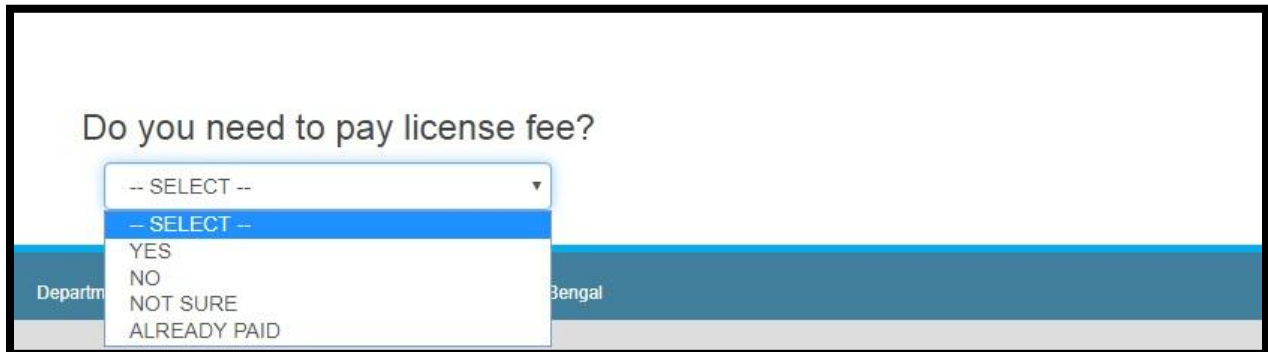 Do you need to pay license fee?
-- SELECT --
-- SELECT --
YES
NO
NOT SURE
ALREADY PAID